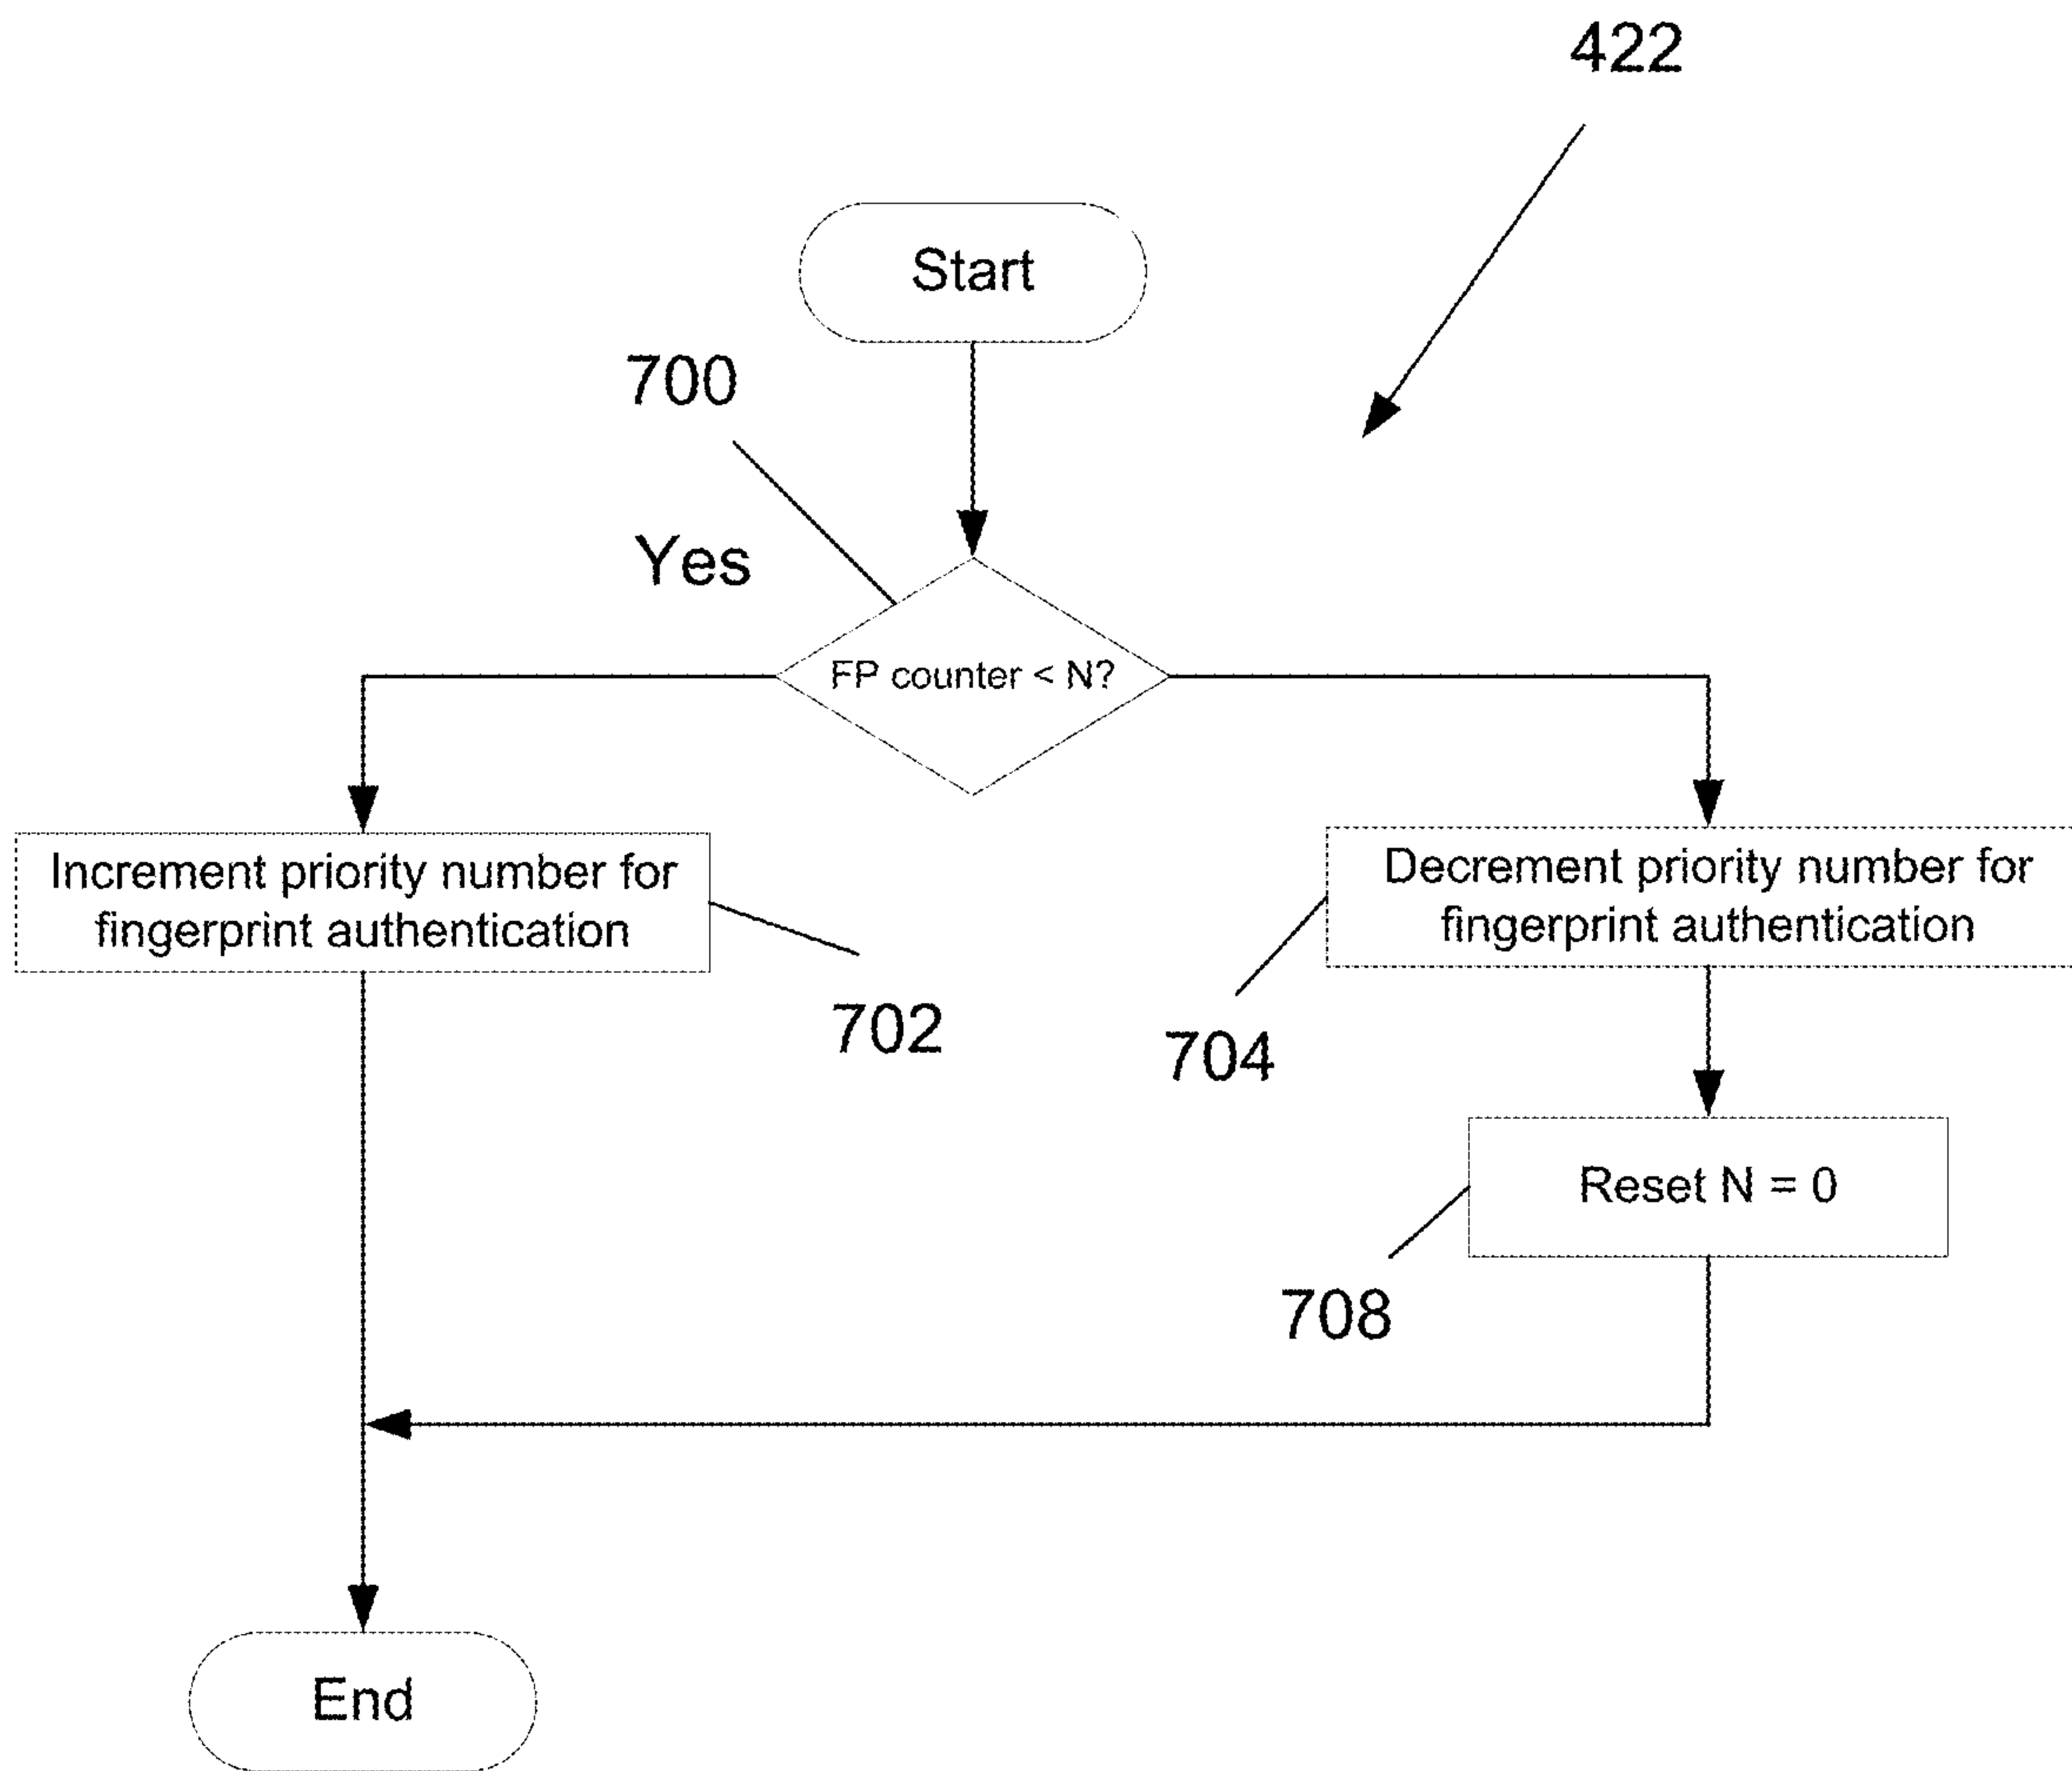 422
Start
700
Yes
FP counter < N?
Increment priority number for
fingerprint authentication
702
Decrement priority number for
fingerprint authentication
704
Reset N = 0
708
End